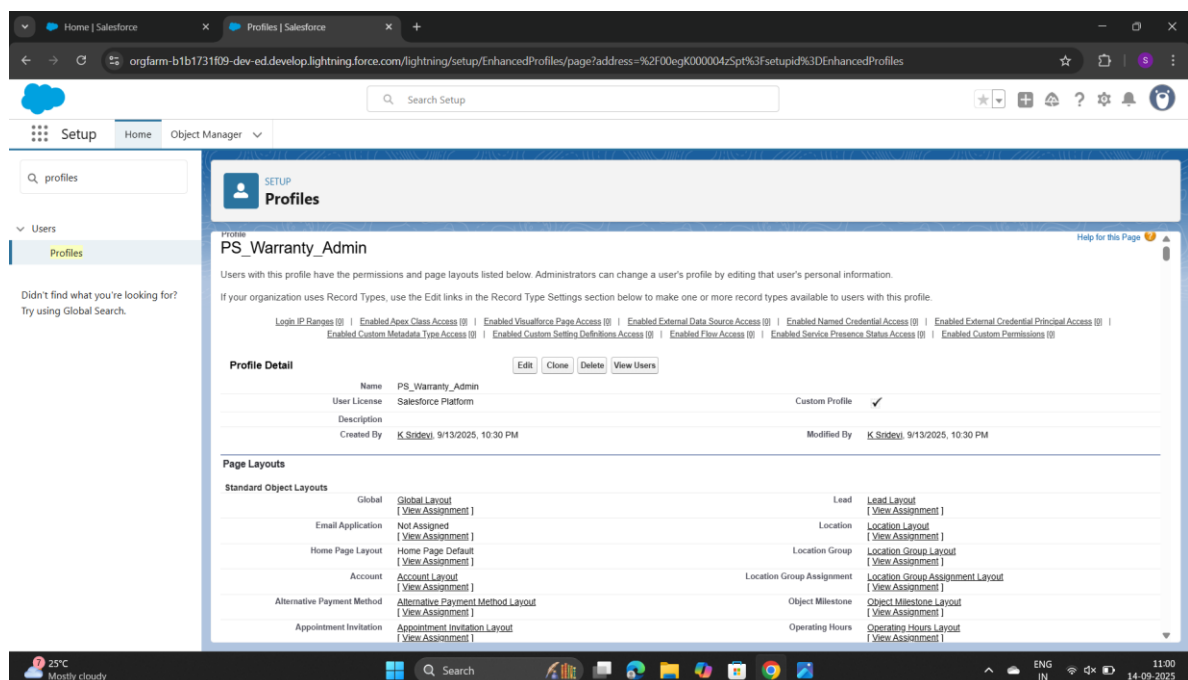 Home | Salesforce
Profiles | Salesforce
orgfarm-b1b1731f09-dev-ed.develop.lightning.force.com/lightning/setup/EnhancedProfiles/page?address=%2F00egK000004zSpt%3Fsetupid%3DEnhancedProfiles
S
Search Setup
Setup
Home
Object Manager
profiles
Users
Profiles
Didn't find what you're looking for?
Try using Global Search.
SETUP
Profiles
Profile
PS_Warranty_Admin
Help for this Page
Users with this profile have the permissions and page layouts listed below. Administrators can change a user's profile by editing that user's personal information.
If your organization uses Record Types, use the Edit links in the Record Type Settings section below to make one or more record types available to users with this profile.
Login IP Ranges [0] | Enabled Apex Class Access [0] | Enabled Visualforce Page Access [0] | Enabled External Data Source Access [0] | Enabled Named Credential Access [0] | Enabled External Credential Principal Access [0] |
Enabled Custom Metadata Type Access [0] | Enabled Custom Setting Definitions Access [0] | Enabled Flow Access [0] | Enabled Service Presence Status Access [0] | Enabled Custom Permissions [0]
Profile Detail Edit Clone Delete View Users
Name PS_Warranty_Admin
User License Salesforce Platform Custom Profile ✓
Description
Created By K Sridevi, 9/13/2025, 10:30 PM Modified By K Sridevi, 9/13/2025, 10:30 PM
Page Layouts
Standard Object Layouts
Global Global Layout Lead Lead Layout
[ View Assignment ] [ View Assignment ]
Email Application Not Assigned Location Location Layout
[ View Assignment ] [ View Assignment ]
Home Page Layout Home Page Default Location Group Location Group Layout
[ View Assignment ] [ View Assignment ]
Account Account Layout Location Group Assignment Location Group Assignment Layout
[ View Assignment ] [ View Assignment ]
Alternative Payment Method Alternative Payment Method Layout Object Milestone Object Milestone Layout
[ View Assignment ] [ View Assignment ]
Appointment Invitation Appointment Invitation Layout Operating Hours Operating Hours Layout
[ View Assignment ] [ View Assignment ]
7
25°C
Mostly cloudy
Search
ENG
IN
11:00
14-09-2025